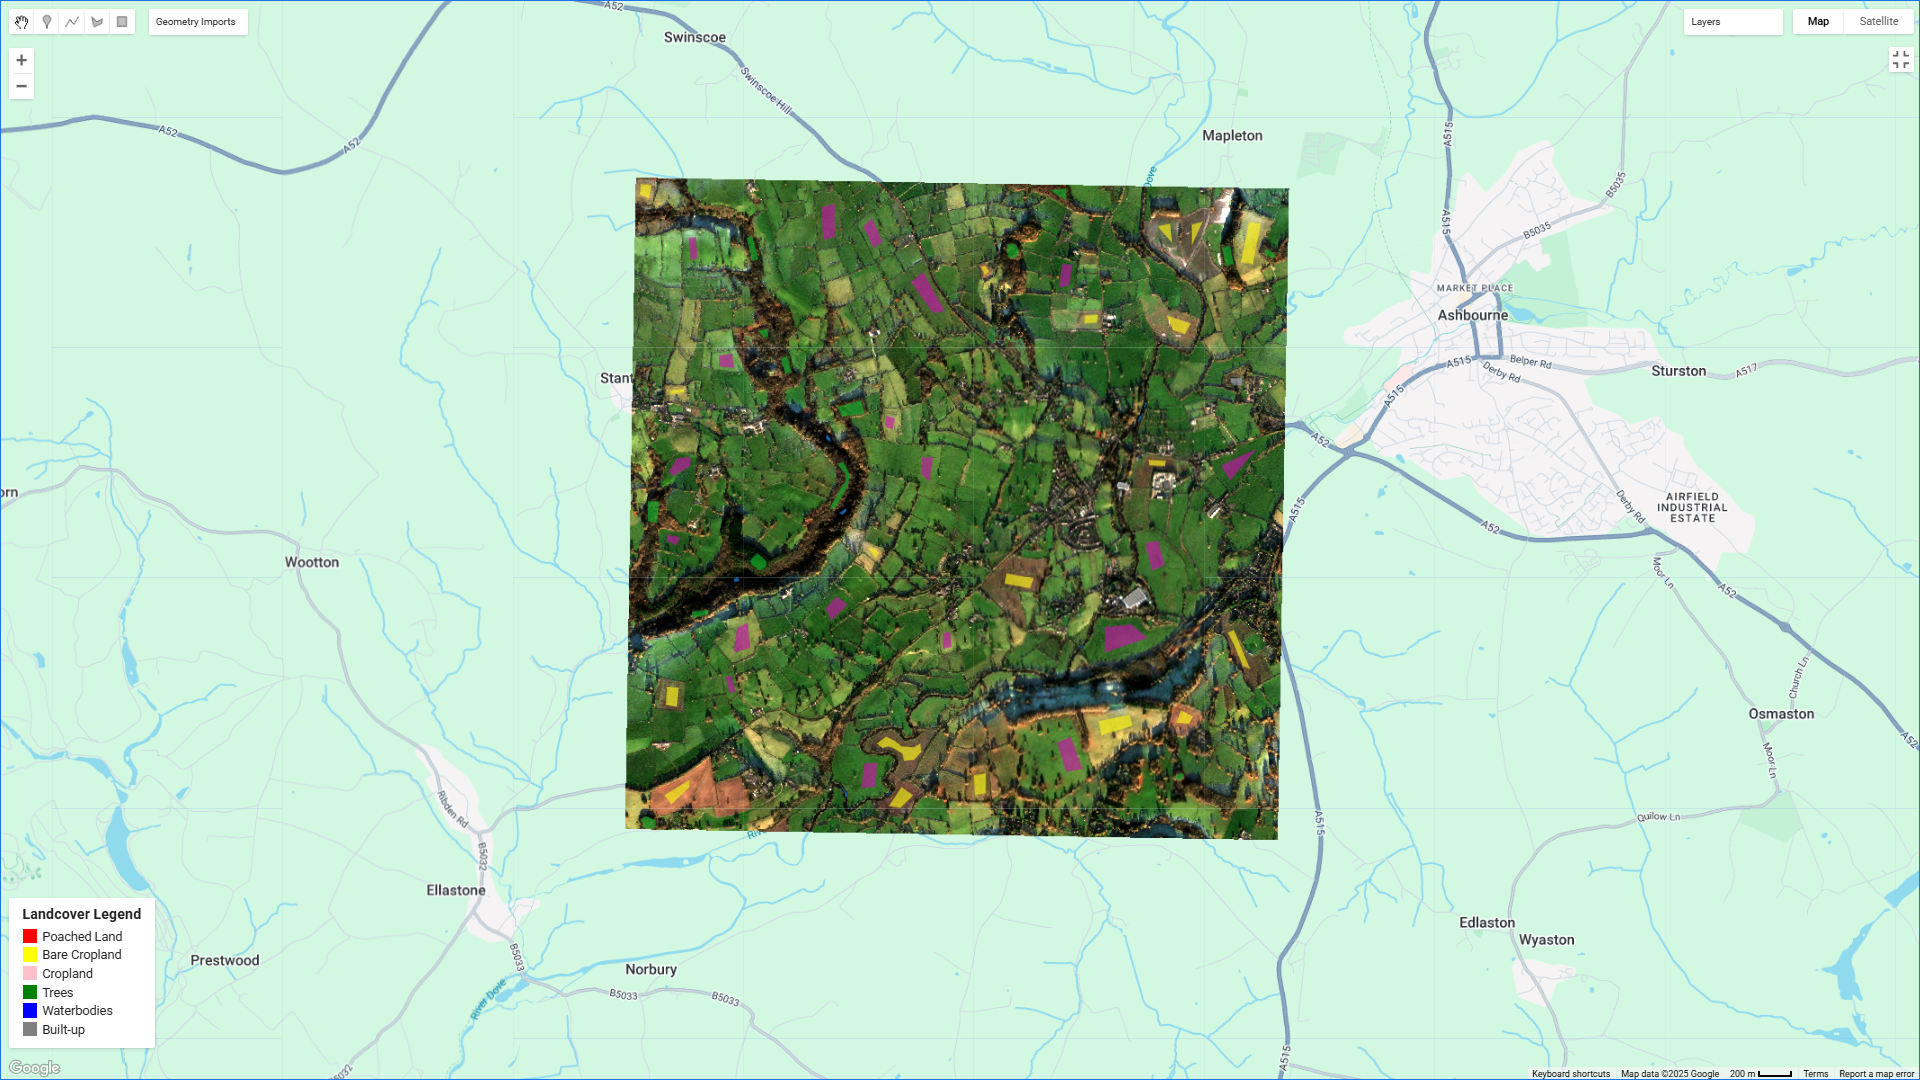 Geometry Imports
Layers
Map
Satellite
+
−
A52
Swinscoe
Swinscoe Hill
A52
A52
Mapleton
Dove
A515
B5035
A515
B5035
MARKET PLACE
Ashbourne
A515
Belper Rd
Derby Rd
Sturston
A517
Stant
A515
A52
orn
A515
Derby Rd
AIRFIELD
INDUSTRIAL
ESTATE
A52
Wootton
Moor Ln
A52
Church Ln
Osmaston
A52
Moor Ln
Ribden Rd
Quilow Ln
A515
B5032
Ellastone
Edlaston
Wyaston
B5033
Norbury
B5033
B5033
River Dove
Prestwood
A515
B5032
Landcover Legend
Poached Land
Bare Cropland
Cropland
Trees
Waterbodies
Built-up
Google
Keyboard shortcuts
Map data ©2025 Google
200 m
Terms
Report a map error